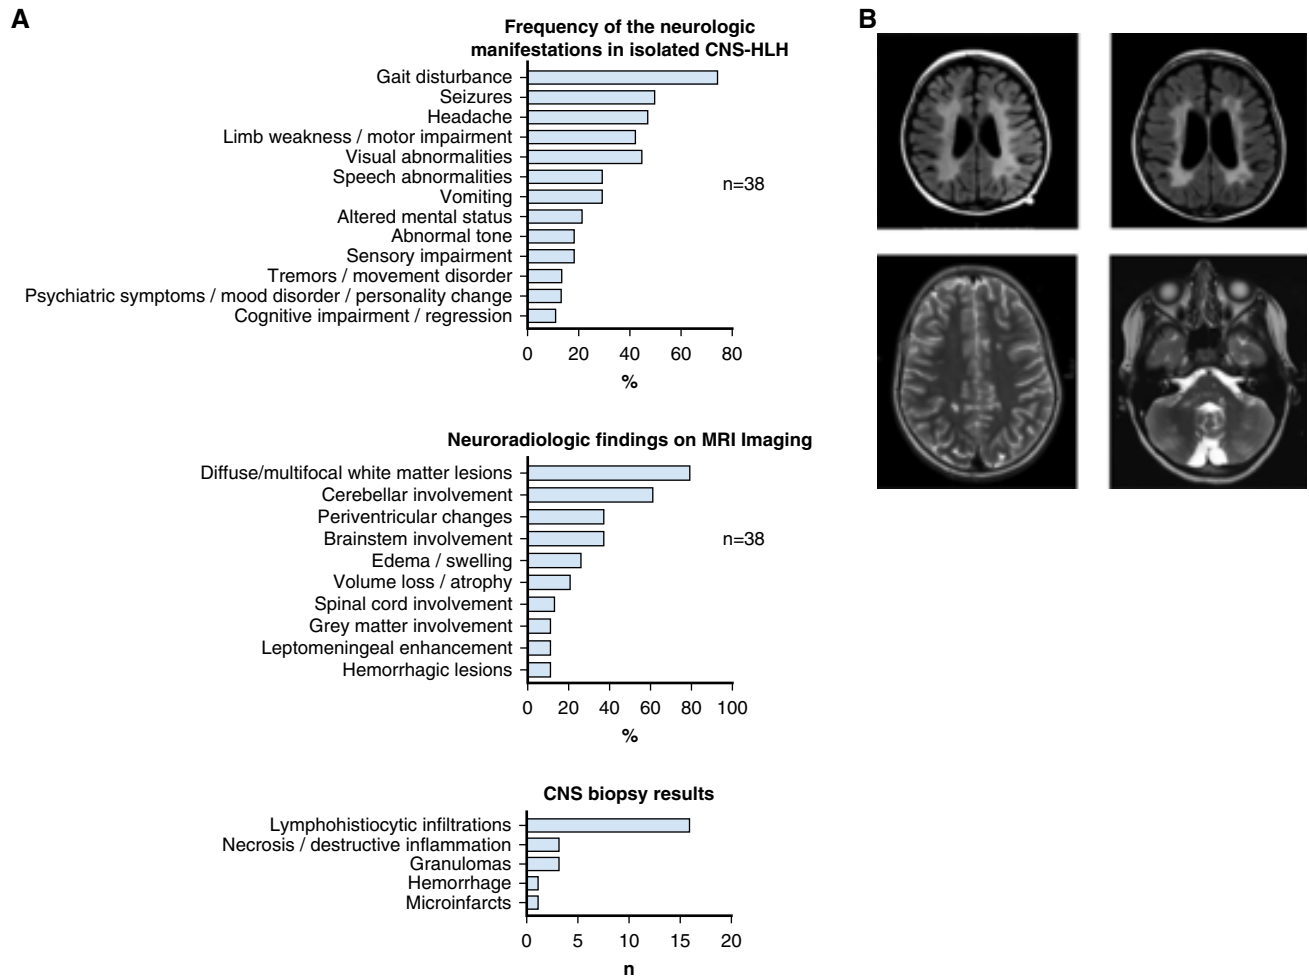 A
Frequency of the neurologic
manifestations in isolated CNS-HLH
Gait disturbance
Seizures
Headache
Limb weakness / motor impairment
Visual abnormalities
Speech abnormalities
n=38
Vomiting
Altered mental status
Abnormal tone
Sensory impairment
Tremors / movement disorder
Psychiatric symptoms / mood disorder / personality change
Cognitive impairment / regression
0 20 40 60 80
%
Neuroradiologic findings on MRI Imaging
Diffuse/multifocal white matter lesions
Cerebellar involvement
Periventricular changes
Brainstem involvement
n=38
Edema / swelling
Volume loss / atrophy
Spinal cord involvement
Grey matter involvement
Leptomeningeal enhancement
Hemorrhagic lesions
0 20 40 60 80 100
%
CNS biopsy results
Lymphohistiocytic infiltrations
Necrosis / destructive inflammation
Granulomas
Hemorrhage
Microinfarcts
0 5 10 15 20
n
B